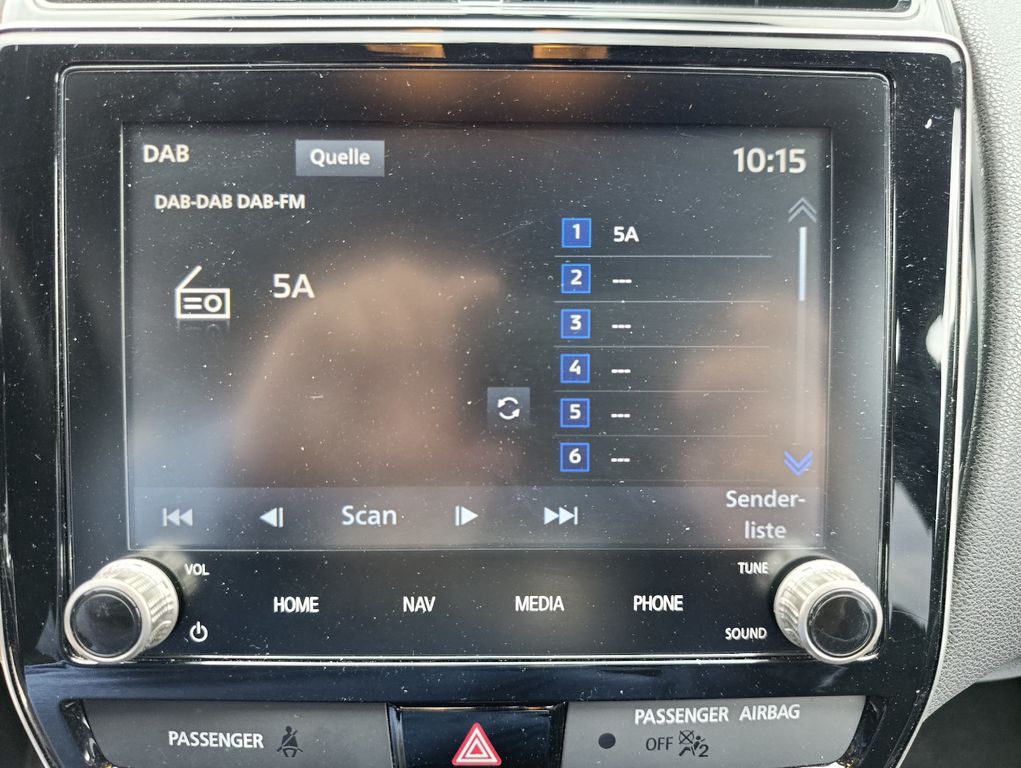 DAB Quelle 10:15
DAB-DAB DAB-FM
5A
1 5A
2 ---
3 ---
4 ---
5 ---
6 ---
Scan
Sender-
liste
VOL
TUNE
HOME NAV MEDIA PHONE
SOUND
PASSENGER
PASSENGER AIRBAG
OFF 2